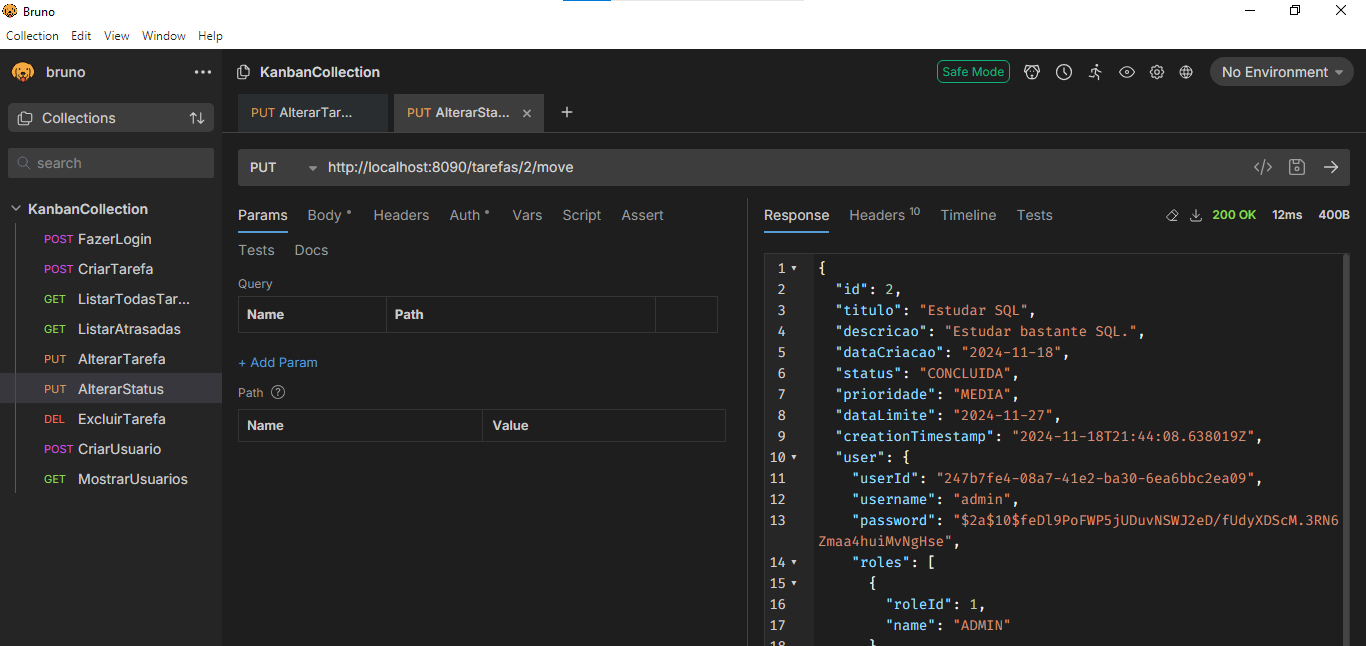 Bruno
Collection Edit View Window Help
bruno
Collections
search
KanbanCollection
POST FazerLogin
POST CriarTarefa
GET ListarTodasTar...
GET ListarAtrasadas
PUT AlterarTarefa
PUT AlterarStatus
DEL ExcluirTarefa
POST CriarUsuario
GET MostrarUsuarios
KanbanCollection
Safe Mode
No Environment
PUT AlterarTar...
PUT AlterarSta...
PUT http://localhost:8090/tarefas/2/move
Params Body Headers Auth Vars Script Assert
Tests Docs
Query
Name Path
+ Add Param
Path ?
Name Value
Response Headers 10 Timeline Tests
200 OK 12ms 400B
1 {
2 "id": 2,
3 "titulo": "Estudar SQL",
4 "descricao": "Estudar bastante SQL.",
5 "dataCriacao": "2024-11-18",
6 "status": "CONCLUIDA",
7 "prioridade": "MEDIA",
8 "dataLimite": "2024-11-27",
9 "creationTimestamp": "2024-11-18T21:44:08.638019Z",
10 "user": {
11 "userId": "247b7fe4-08a7-41e2-ba30-6ea6bbc2ea09",
12 "username": "admin",
13 "password": "$2a$10$feDl9PoFWP5jUDuvNSWJ2eD/fUdyXDScM.3RN6
Zmaa4huiMvNgHse",
14 "roles": [
15 {
16 "roleId": 1,
17 "name": "ADMIN"
18 }